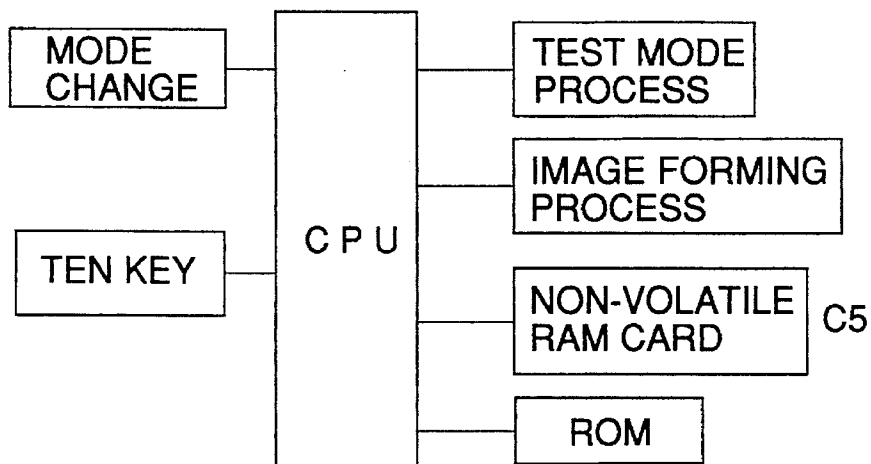 MODE
CHANGE
TEN KEY
C P U
TEST MODE
PROCESS
IMAGE FORMING
PROCESS
NON-VOLATILE
RAM CARD
C5
ROM